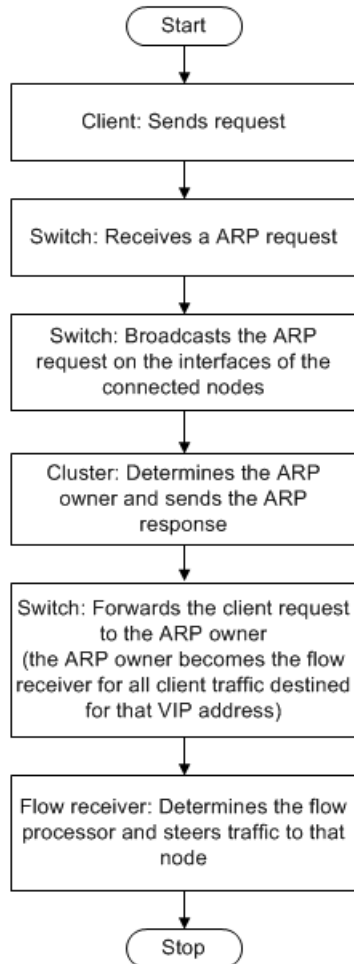 Start
Client: Sends request
Switch: Receives a ARP request
Switch: Broadcasts the ARP
request on the interfaces of the
connected nodes
Cluster: Determines the ARP
owner and sends the ARP
response
Switch: Forwards the client request
to the ARP owner
(the ARP owner becomes the flow
receiver for all client traffic destined
for that VIP address)
Flow receiver: Determines the flow
processor and steers traffic to that
node
Stop